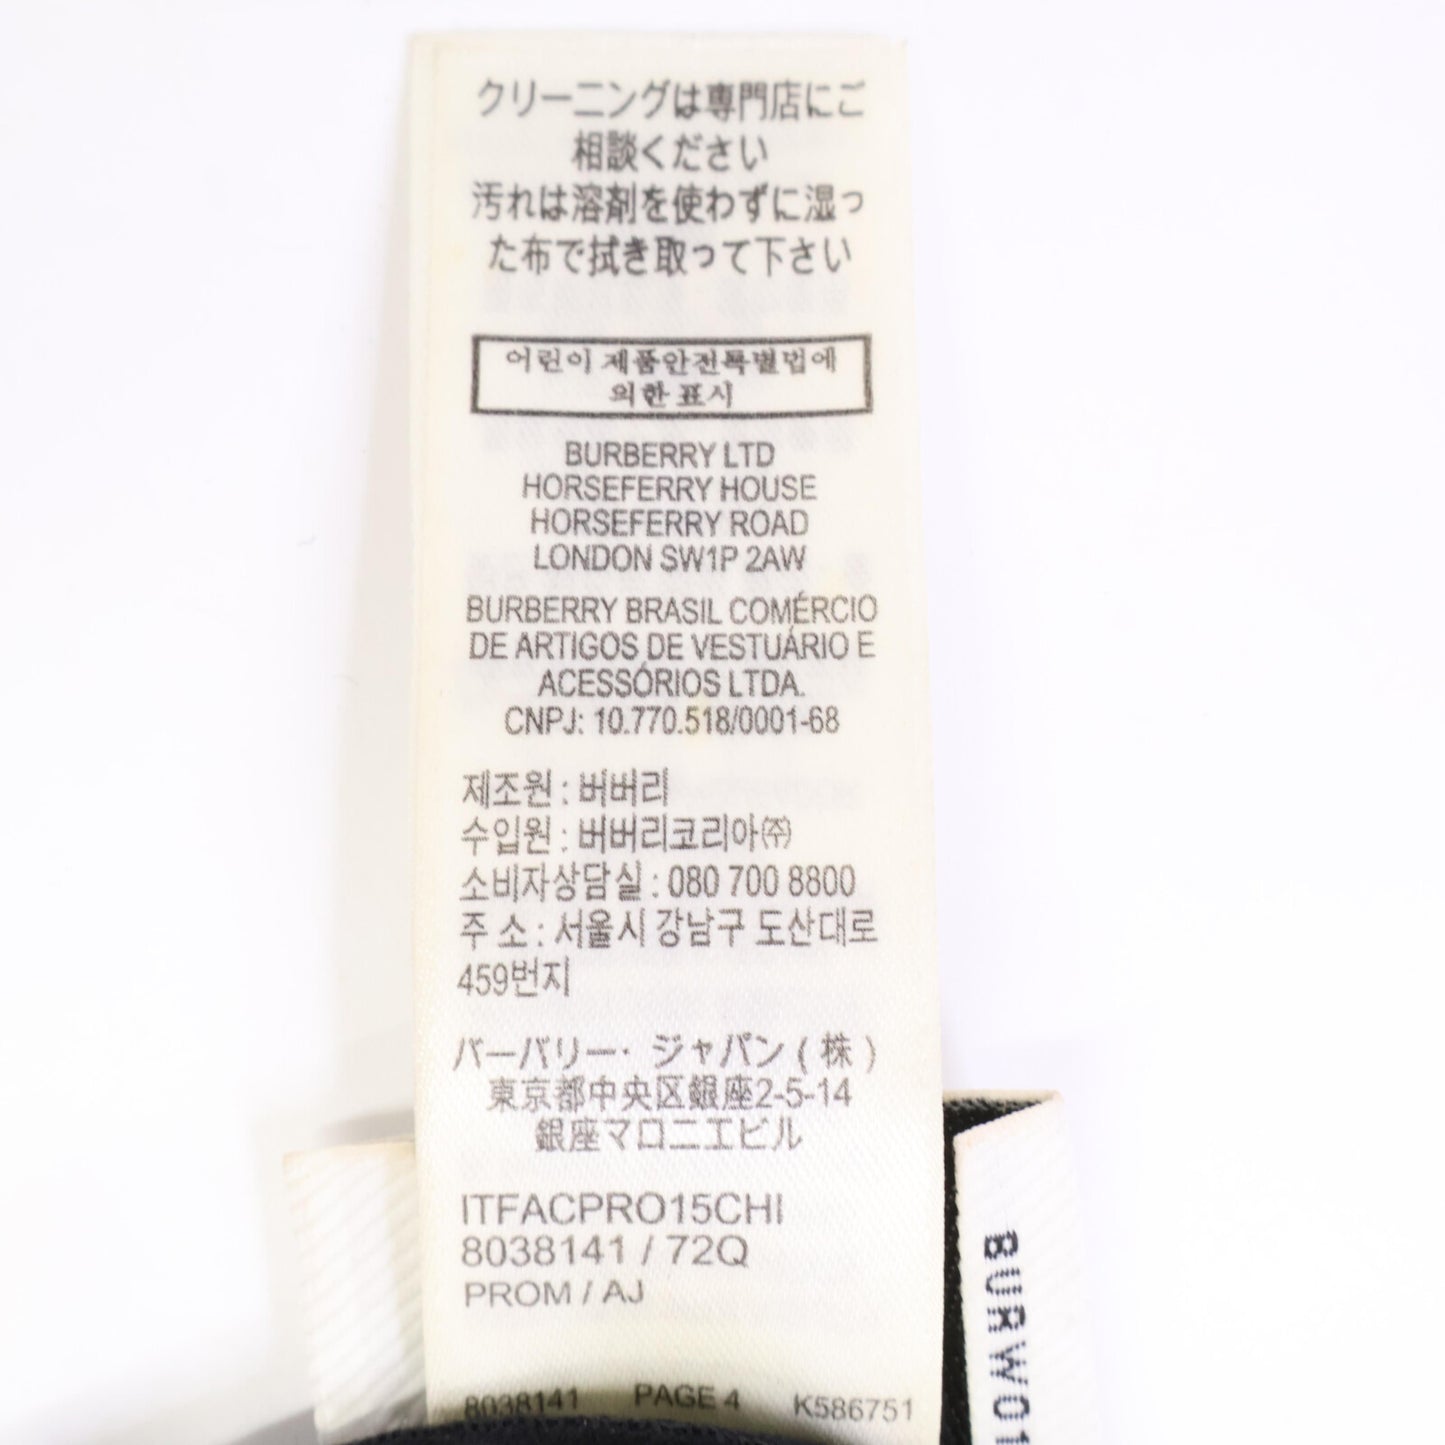 クリーニングは専門店にご
相談ください
汚れは溶剤を使わずに湿っ
た布で拭き取って下さい
어린이 제품안전특별법에
의한 표시
BURBERRY LTD
HORSEFERRY HOUSE
HORSEFERRY ROAD
LONDON SW1P 2AW
BURBERRY BRASIL COMÉRCIO
DE ARTIGOS DE VESTUÁRIO E
ACESSÓRIOS LTDA.
CNPJ: 10.770.518/0001-68
제조원 : 버버리
수입원 : 버버리코리아㈜
소비자상담실 : 080 700 8800
주 소 : 서울시 강남구 도산대로
459번지
バーバリー・ジャパン ( 株 )
東京都中央区銀座2-5-14
銀座マロニエビル
ITFACPRO15CHI
8038141 / 72Q
PROM / AJ
8038141 PAGE 4 K586751
BURW01